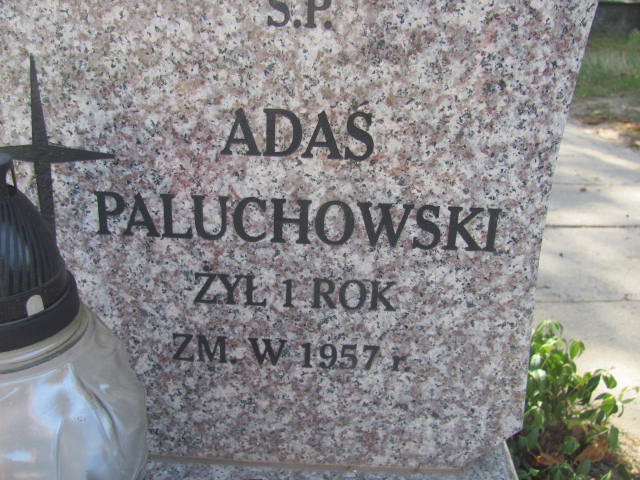 Ś.P.
ADAŚ
PALUCHOWSKI
ŻYŁ 1 ROK
ZM. W 1957 r.